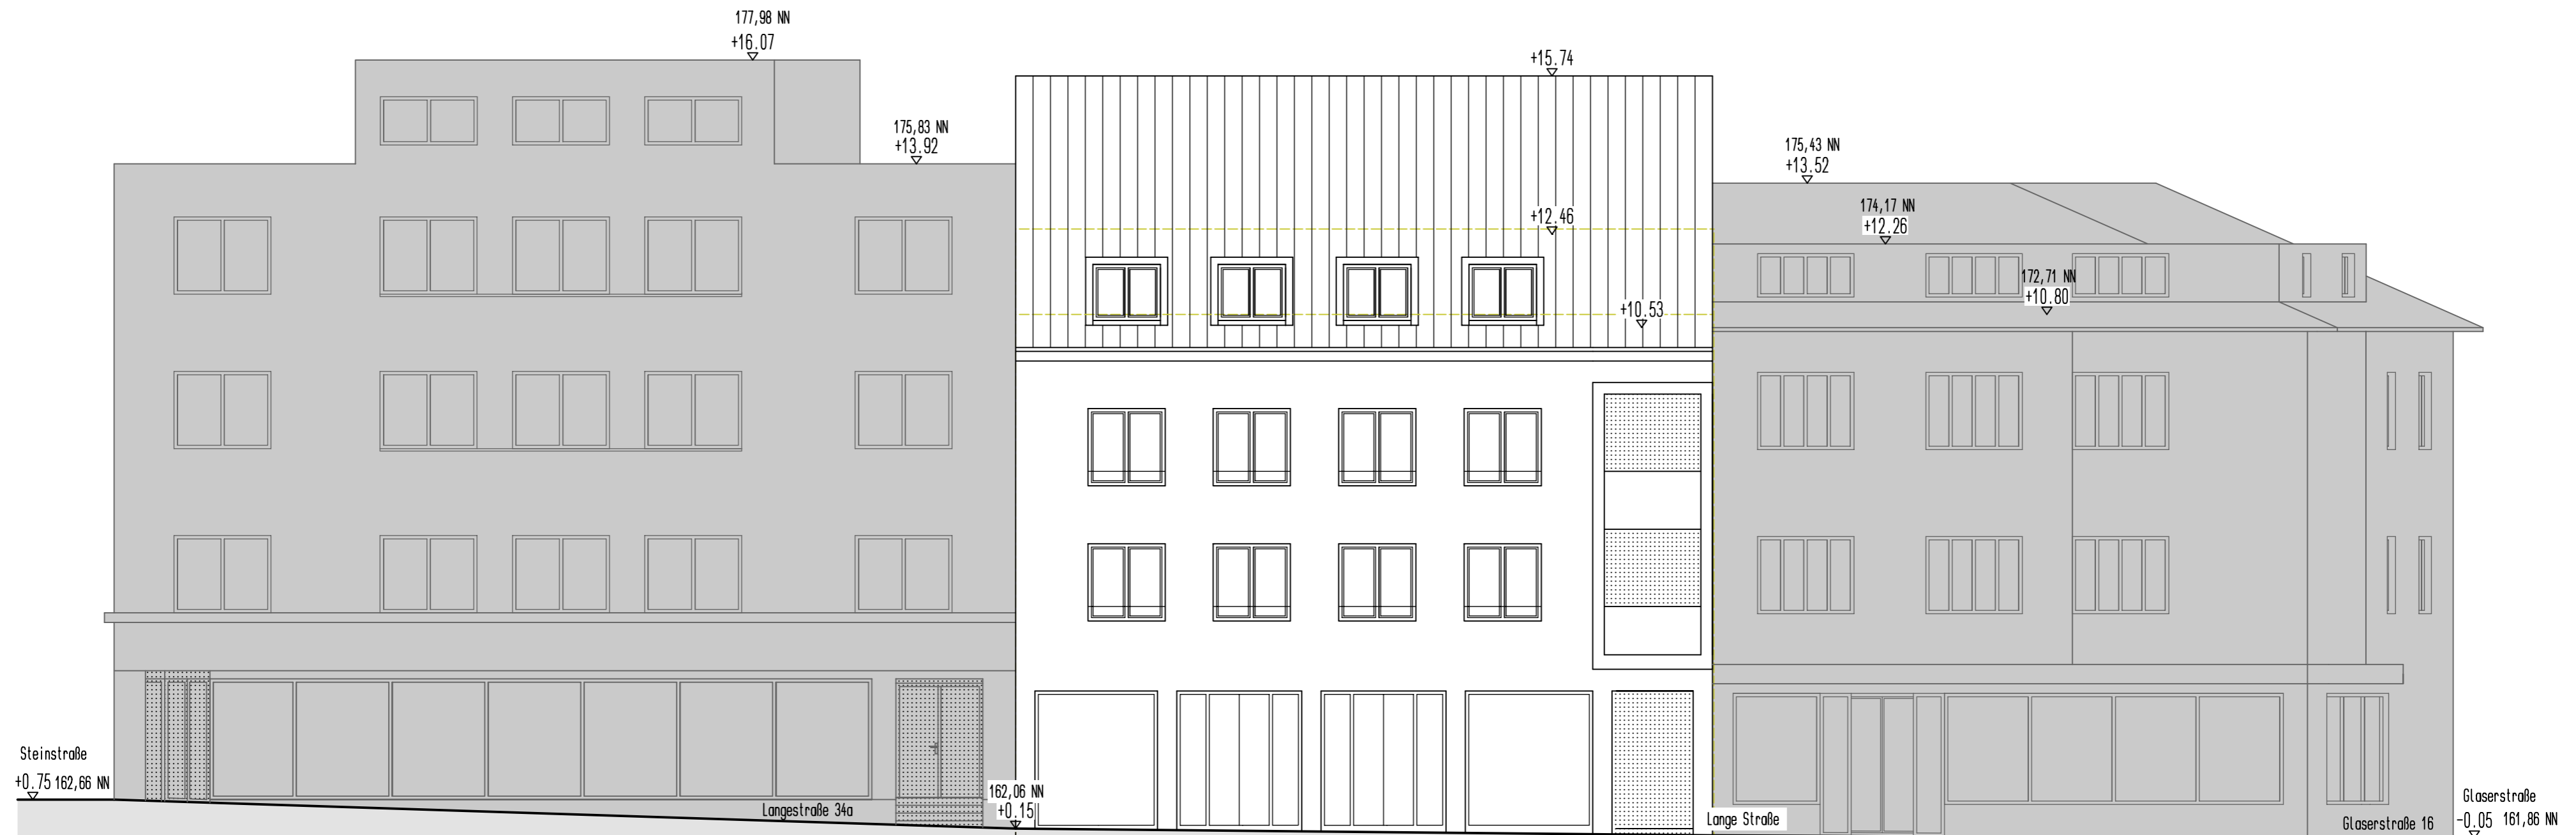 177,98 NN
+16.07
+15.74
175,83 NN
+13.92
175,43 NN
+13.52
174,17 NN
+12.26
+12.46
172,71 NN
+10.80
+10.53
Steinstraße
+0.75 162,66 NN
Langestraße 34a
162,06 NN
+0.15
Lange Straße
Glaserstraße 16
Glaserstraße
-0.05 161,86 NN